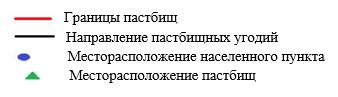 Границы пастбищ
Направление пастбищных угодий
Месторасположение населенного пункта
Месторасположение пастбищ